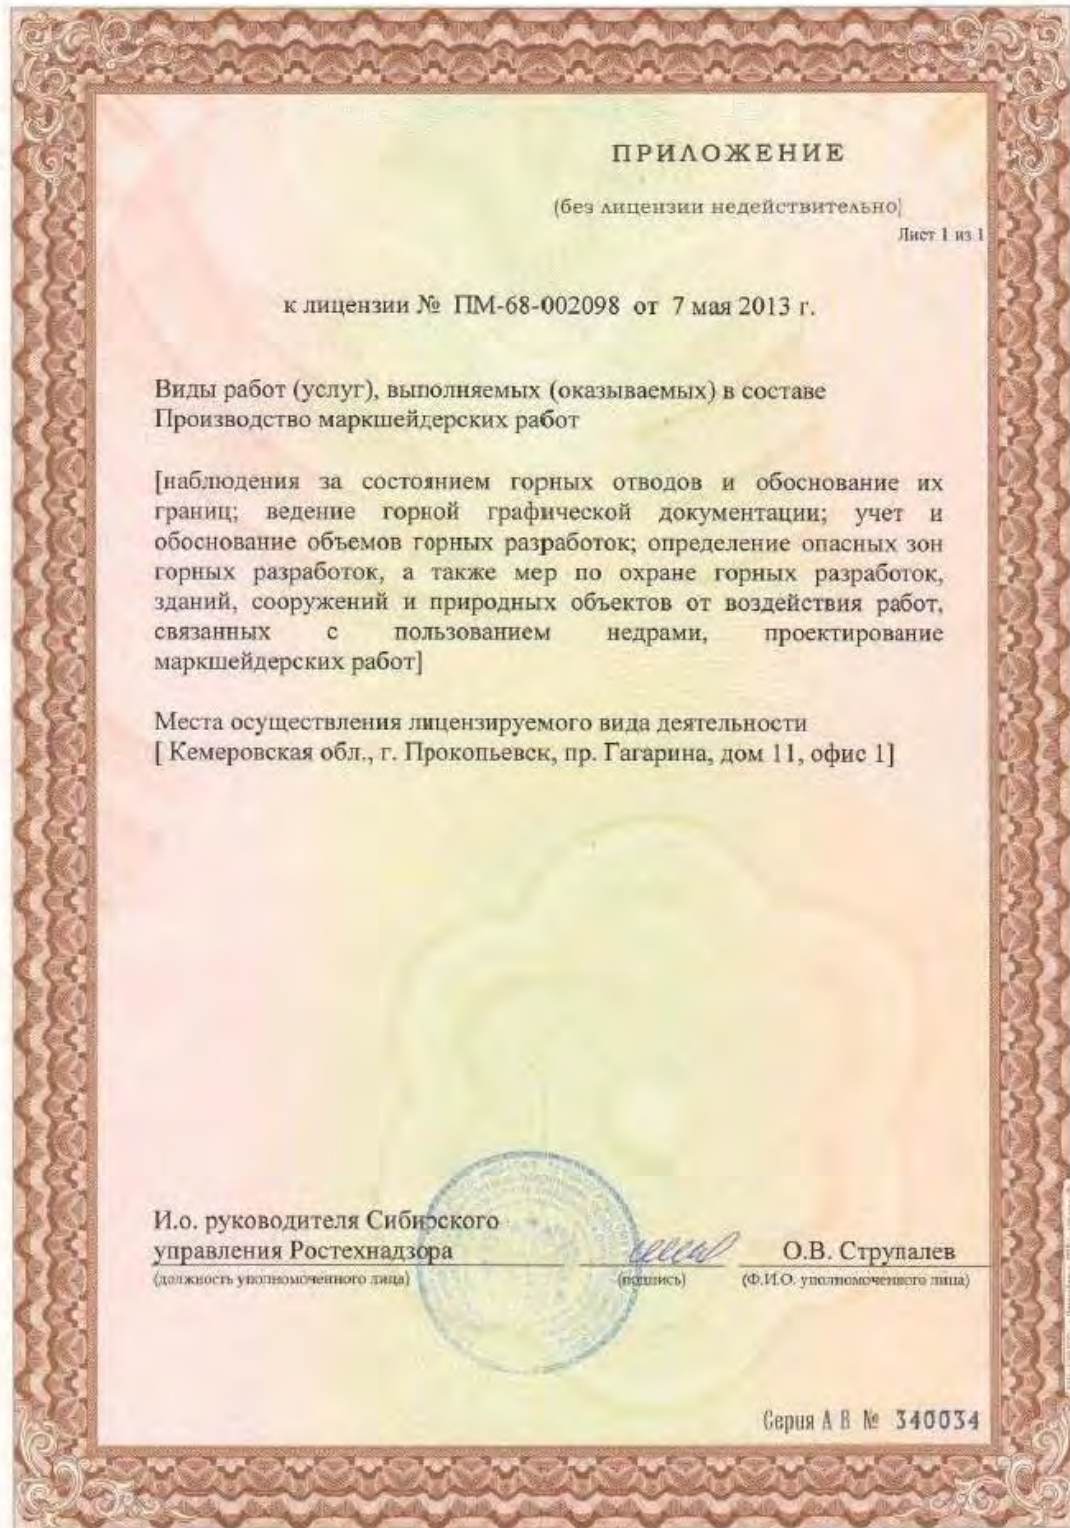 ПРИЛОЖЕНИЕ
(без лицензии недействительно)
Лист 1 из 1
к лицензии № ПМ-68-002098 от 7 мая 2013 г.
Виды работ (услуг), выполняемых (оказываемых) в составе
Производство маркшейдерских работ
[наблюдения за состоянием горных отводов и обоснование их
границ; ведение горной графической документации; учет и
обоснование объемов горных разработок; определение опасных зон
горных разработок, а также мер по охране горных разработок,
зданий, сооружений и природных объектов от воздействия работ,
связанных с пользованием недрами, проектирование
маркшейдерских работ]
Места осуществления лицензируемого вида деятельности
[ Кемеровская обл., г. Прокопьевск, пр. Гагарина, дом 11, офис 1]
И.о. руководителя Сибирского
управления Ростехнадзора
О.В. Струпалев
(должность уполномоченного лица)
(подпись)
(Ф.И.О. уполномоченного лица)
Серия А В № 340034